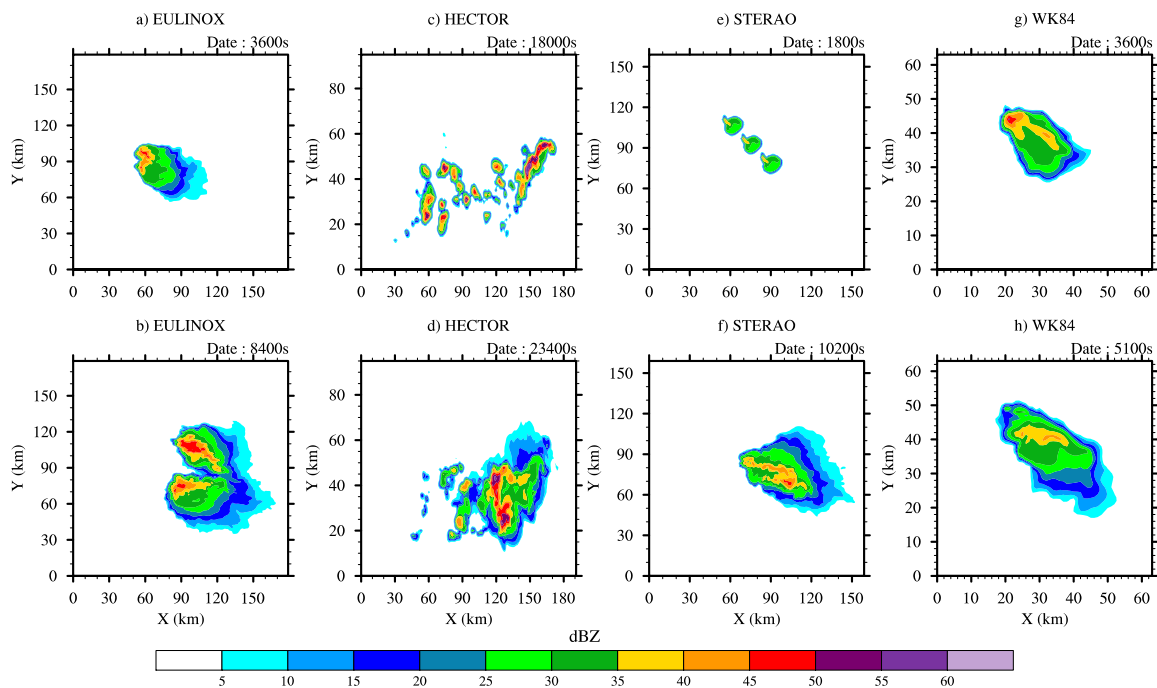 a) EULINOX c) HECTOR e) STERAO g) WK84
Date : 3600s Date : 18000s Date : 1800s Date : 3600s
Y (km) Y (km) Y (km) Y (km)
150 120 90 60 30 0
80 60 40 20 0
150 120 90 60 30 0
60 50 40 30 20 10 0
0 30 60 90 120 150
0 30 60 90 120 150 180
0 30 60 90 120 150
0 10 20 30 40 50 60
b) EULINOX d) HECTOR f) STERAO h) WK84
Date : 8400s Date : 23400s Date : 10200s Date : 5100s
Y (km) Y (km) Y (km) Y (km)
150 120 90 60 30 0
80 60 40 20 0
150 120 90 60 30 0
60 50 40 30 20 10 0
0 30 60 90 120 150
0 30 60 90 120 150 180
0 30 60 90 120 150
0 20 40 60
X (km) X (km) X (km) X (km)
dBZ
5 10 15 20 25 30 35 40 45 50 55 60